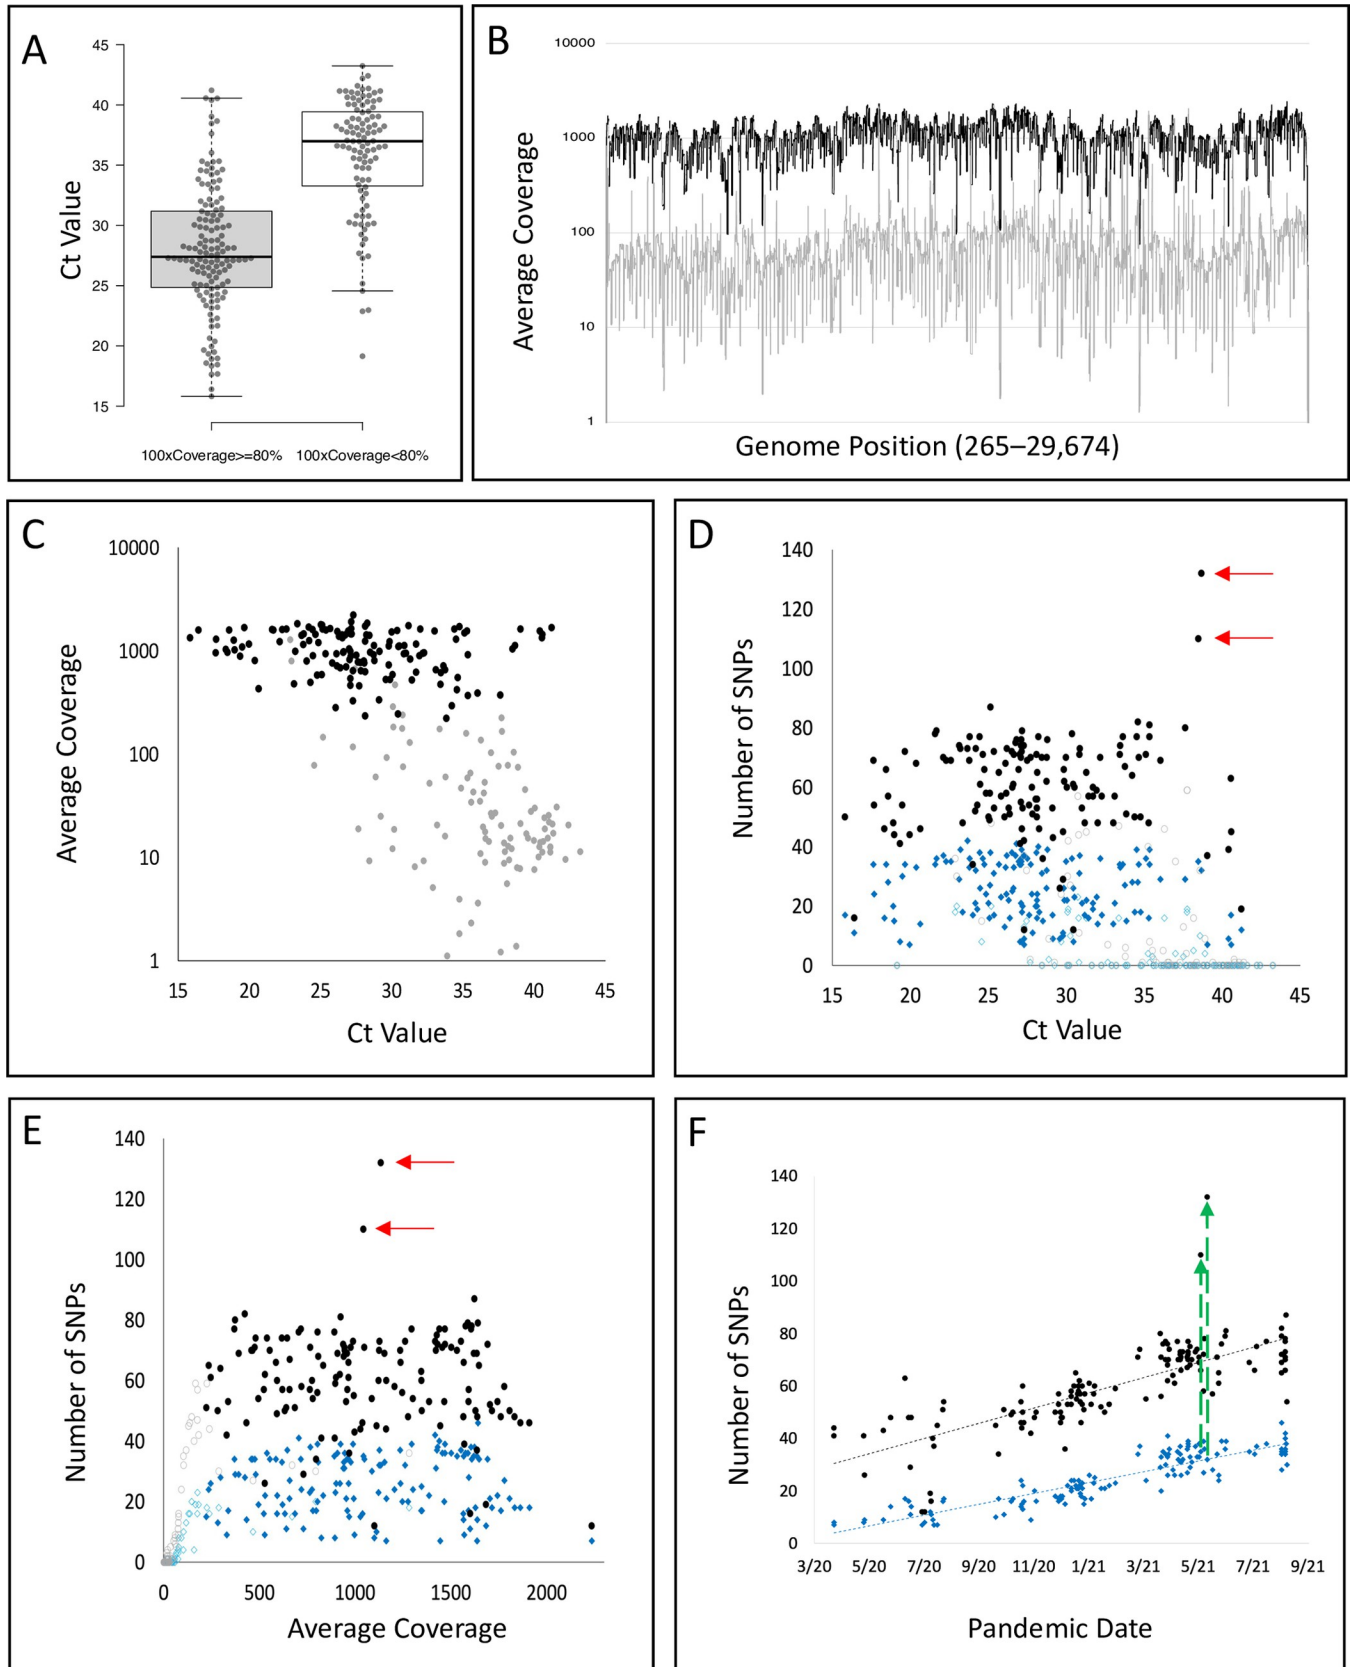 A
45
40
35
30
25
20
15
Ct Value
100xCoverage>=80%
100xCoverage<80%
B
10000
1000
100
10
1
Average Coverage
Genome Position (265–29,674)
C
10000
1000
100
10
1
Average Coverage
15 20 25 30 35 40 45
Ct Value
D
140
120
100
80
60
40
20
0
Number of SNPs
15 20 25 30 35 40 45
Ct Value
E
140
120
100
80
60
40
20
0
Number of SNPs
0 500 1000 1500 2000
Average Coverage
F
140
120
100
80
60
40
20
0
Number of SNPs
3/20 5/20 7/20 9/20 11/20 1/21 3/21 5/21 7/21 9/21
Pandemic Date